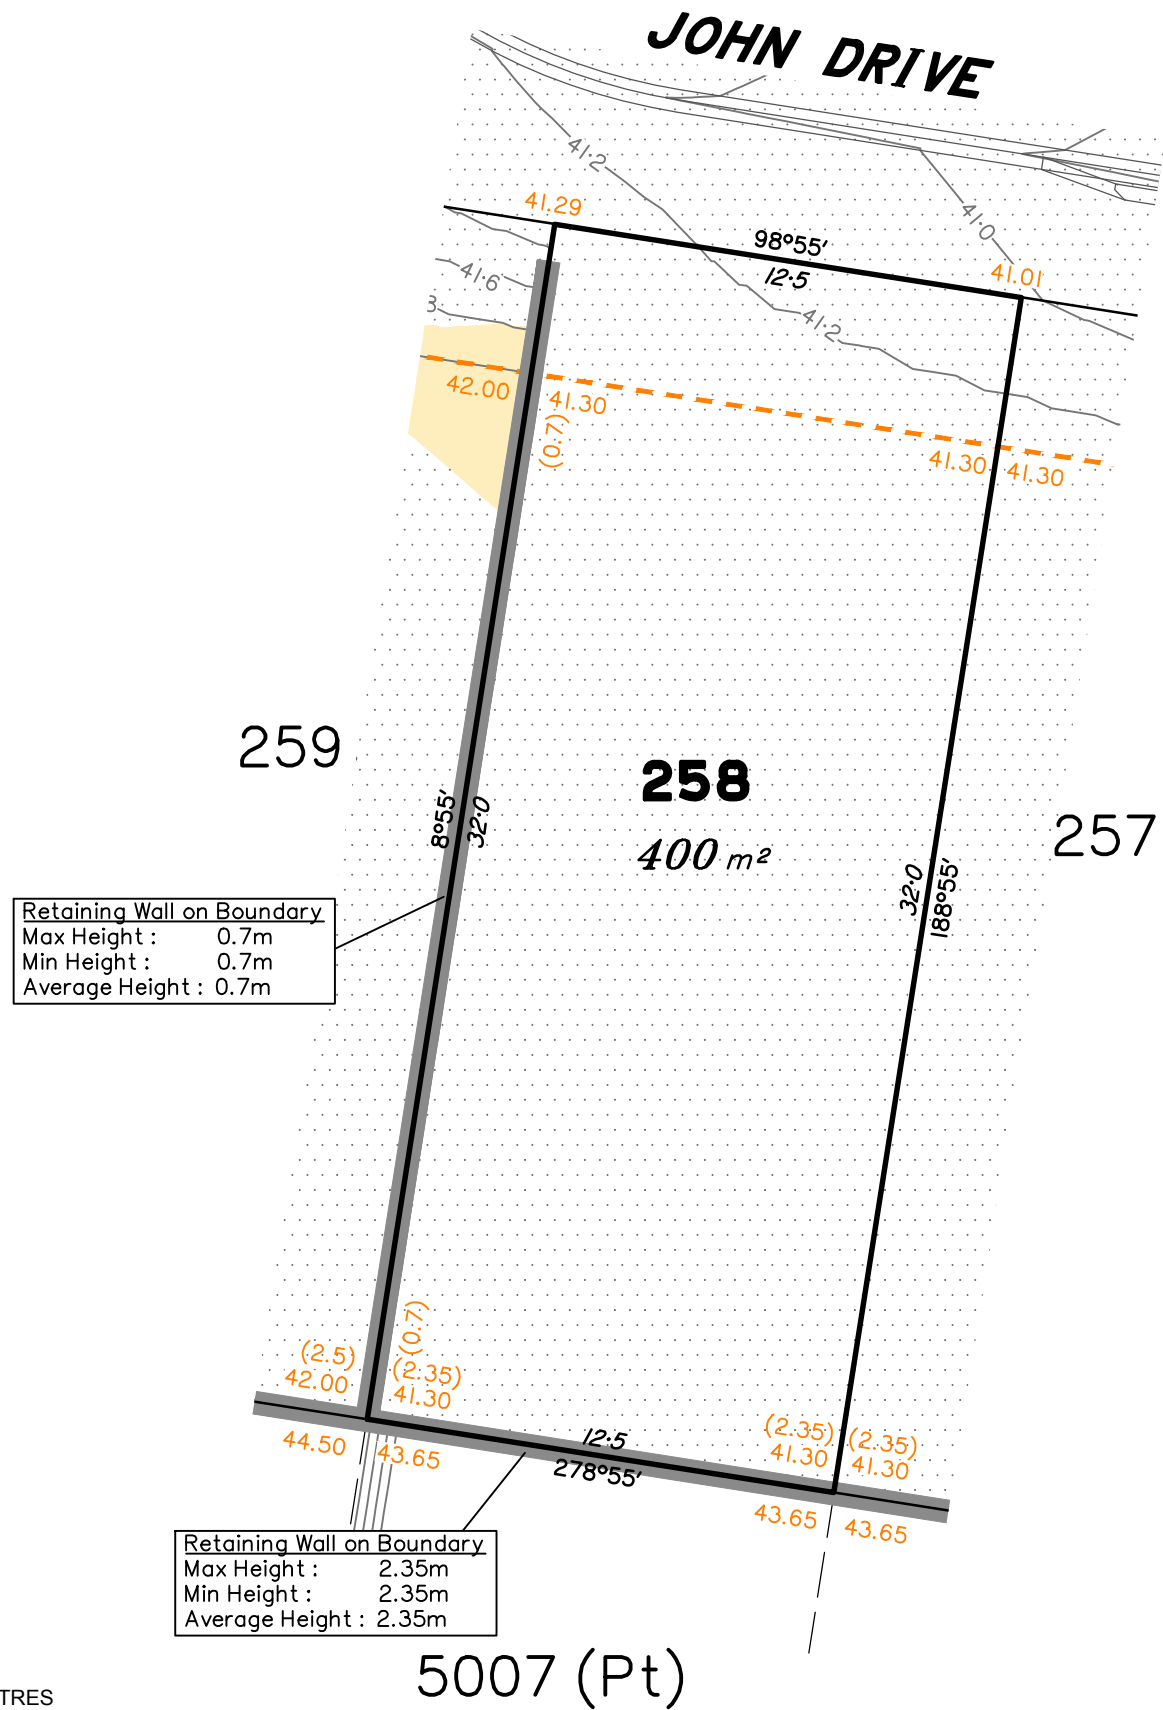 JOHN DRIVE
41·2
41.29
98°55'
12·5
41·0
41.01
41·6
41·2
42.00
41.30
(0.7)
41.30
41.30
259
258
400 m²
257
8°55'
32·0
32·0
188°55'
Retaining Wall on Boundary
Max Height : 0.7m
Min Height : 0.7m
Average Height : 0.7m
(0.7)
(2.5)
42.00
(2.35)
41.30
(2.35)
41.30
(2.35)
41.30
44.50
43.65
12·5
278°55'
43.65
43.65
Retaining Wall on Boundary
Max Height : 2.35m
Min Height : 2.35m
Average Height : 2.35m
5007 (Pt)
TRES